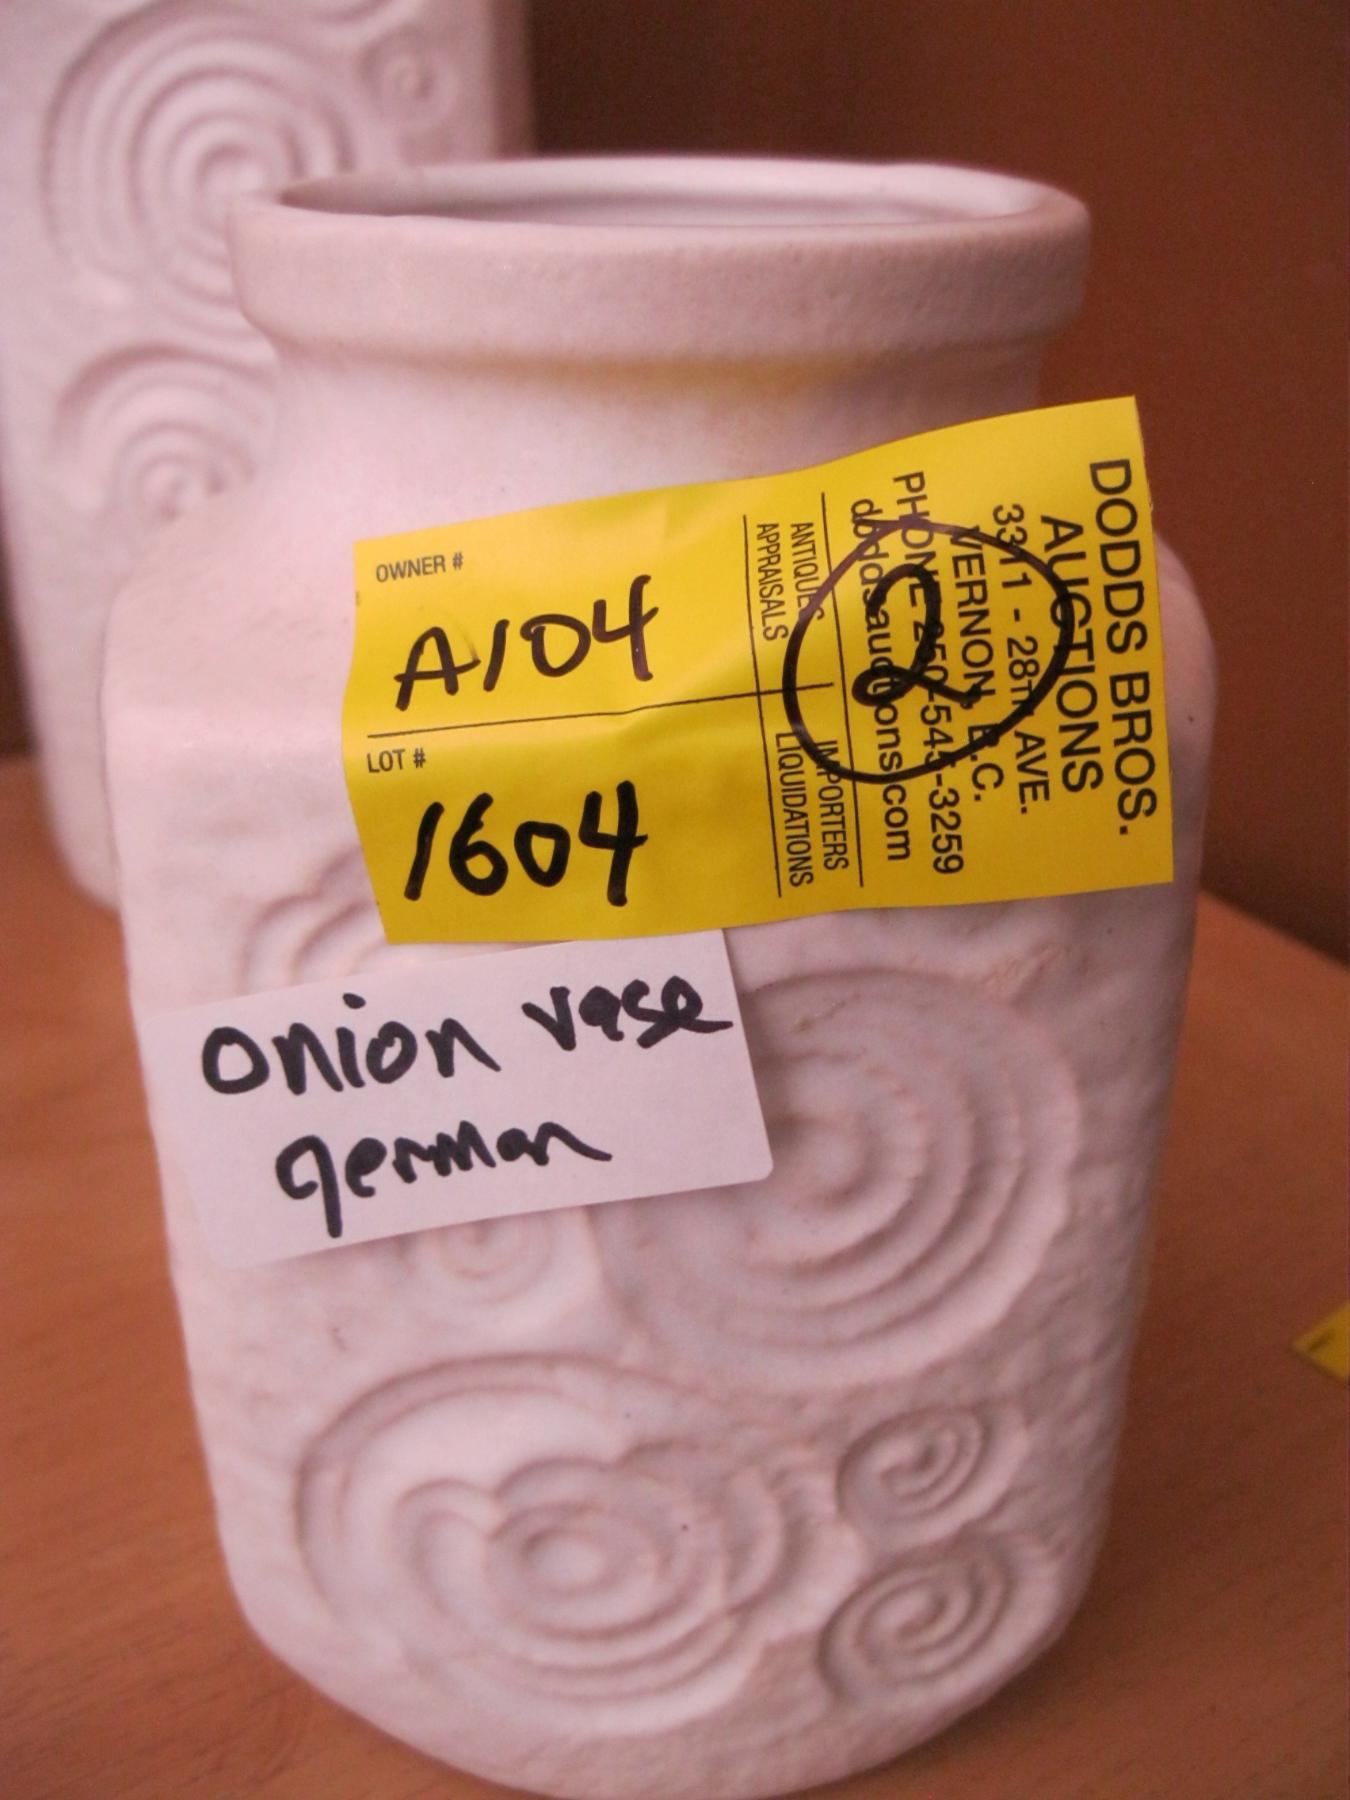 OWNER #
A104
LOT #
1604
DODDS BROS.
AUCTIONS
3311 - 28TH AVE.
VERNON, B.C.
PHONE 250-545-3259
doddsauctions.com
ANTIQUES IMPORTERS
APPRAISALS LIQUIDATIONS
2
onion vase
german